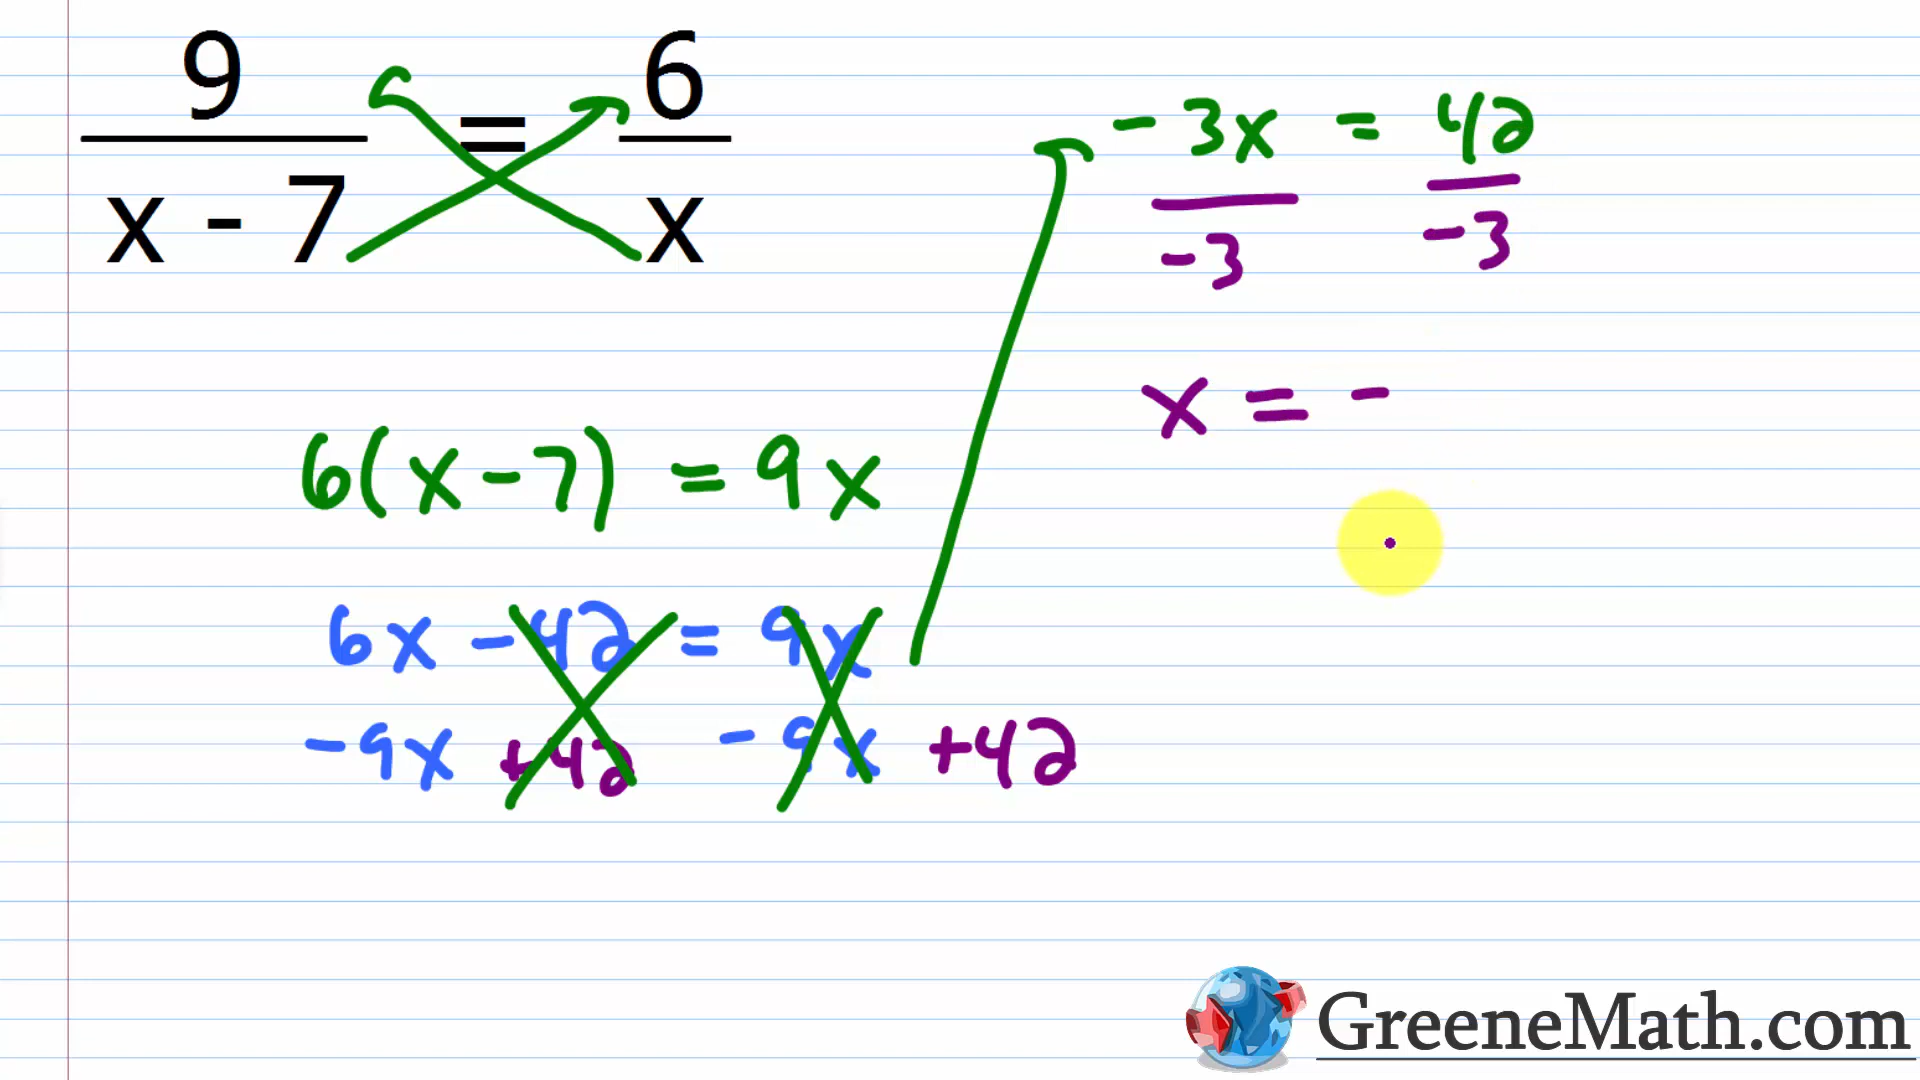 9 = 6
x - 7 x
6(x-7) = 9x
6x - 42 = 9x
-9x +42 -9x +42
-3x = 42
-3 -3
x = -
GreeneMath.com